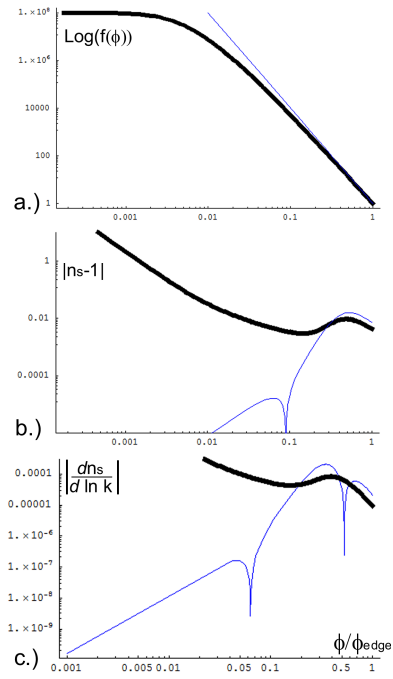 1. × 10⁸
Log(f(ϕ))
1. × 10⁶
10000
100
1
a.)
0.001 0.01 0.1 1
1
|ns-1|
0.01
0.0001
b.)
0.001 0.01 0.1 1
|dns/d ln k|
0.0001
0.00001
1. × 10⁻⁶
1. × 10⁻⁷
1. × 10⁻⁸
1. × 10⁻⁹
ϕ/ϕedge
c.)
0.001 0.005 0.01 0.05 0.1 0.5 1